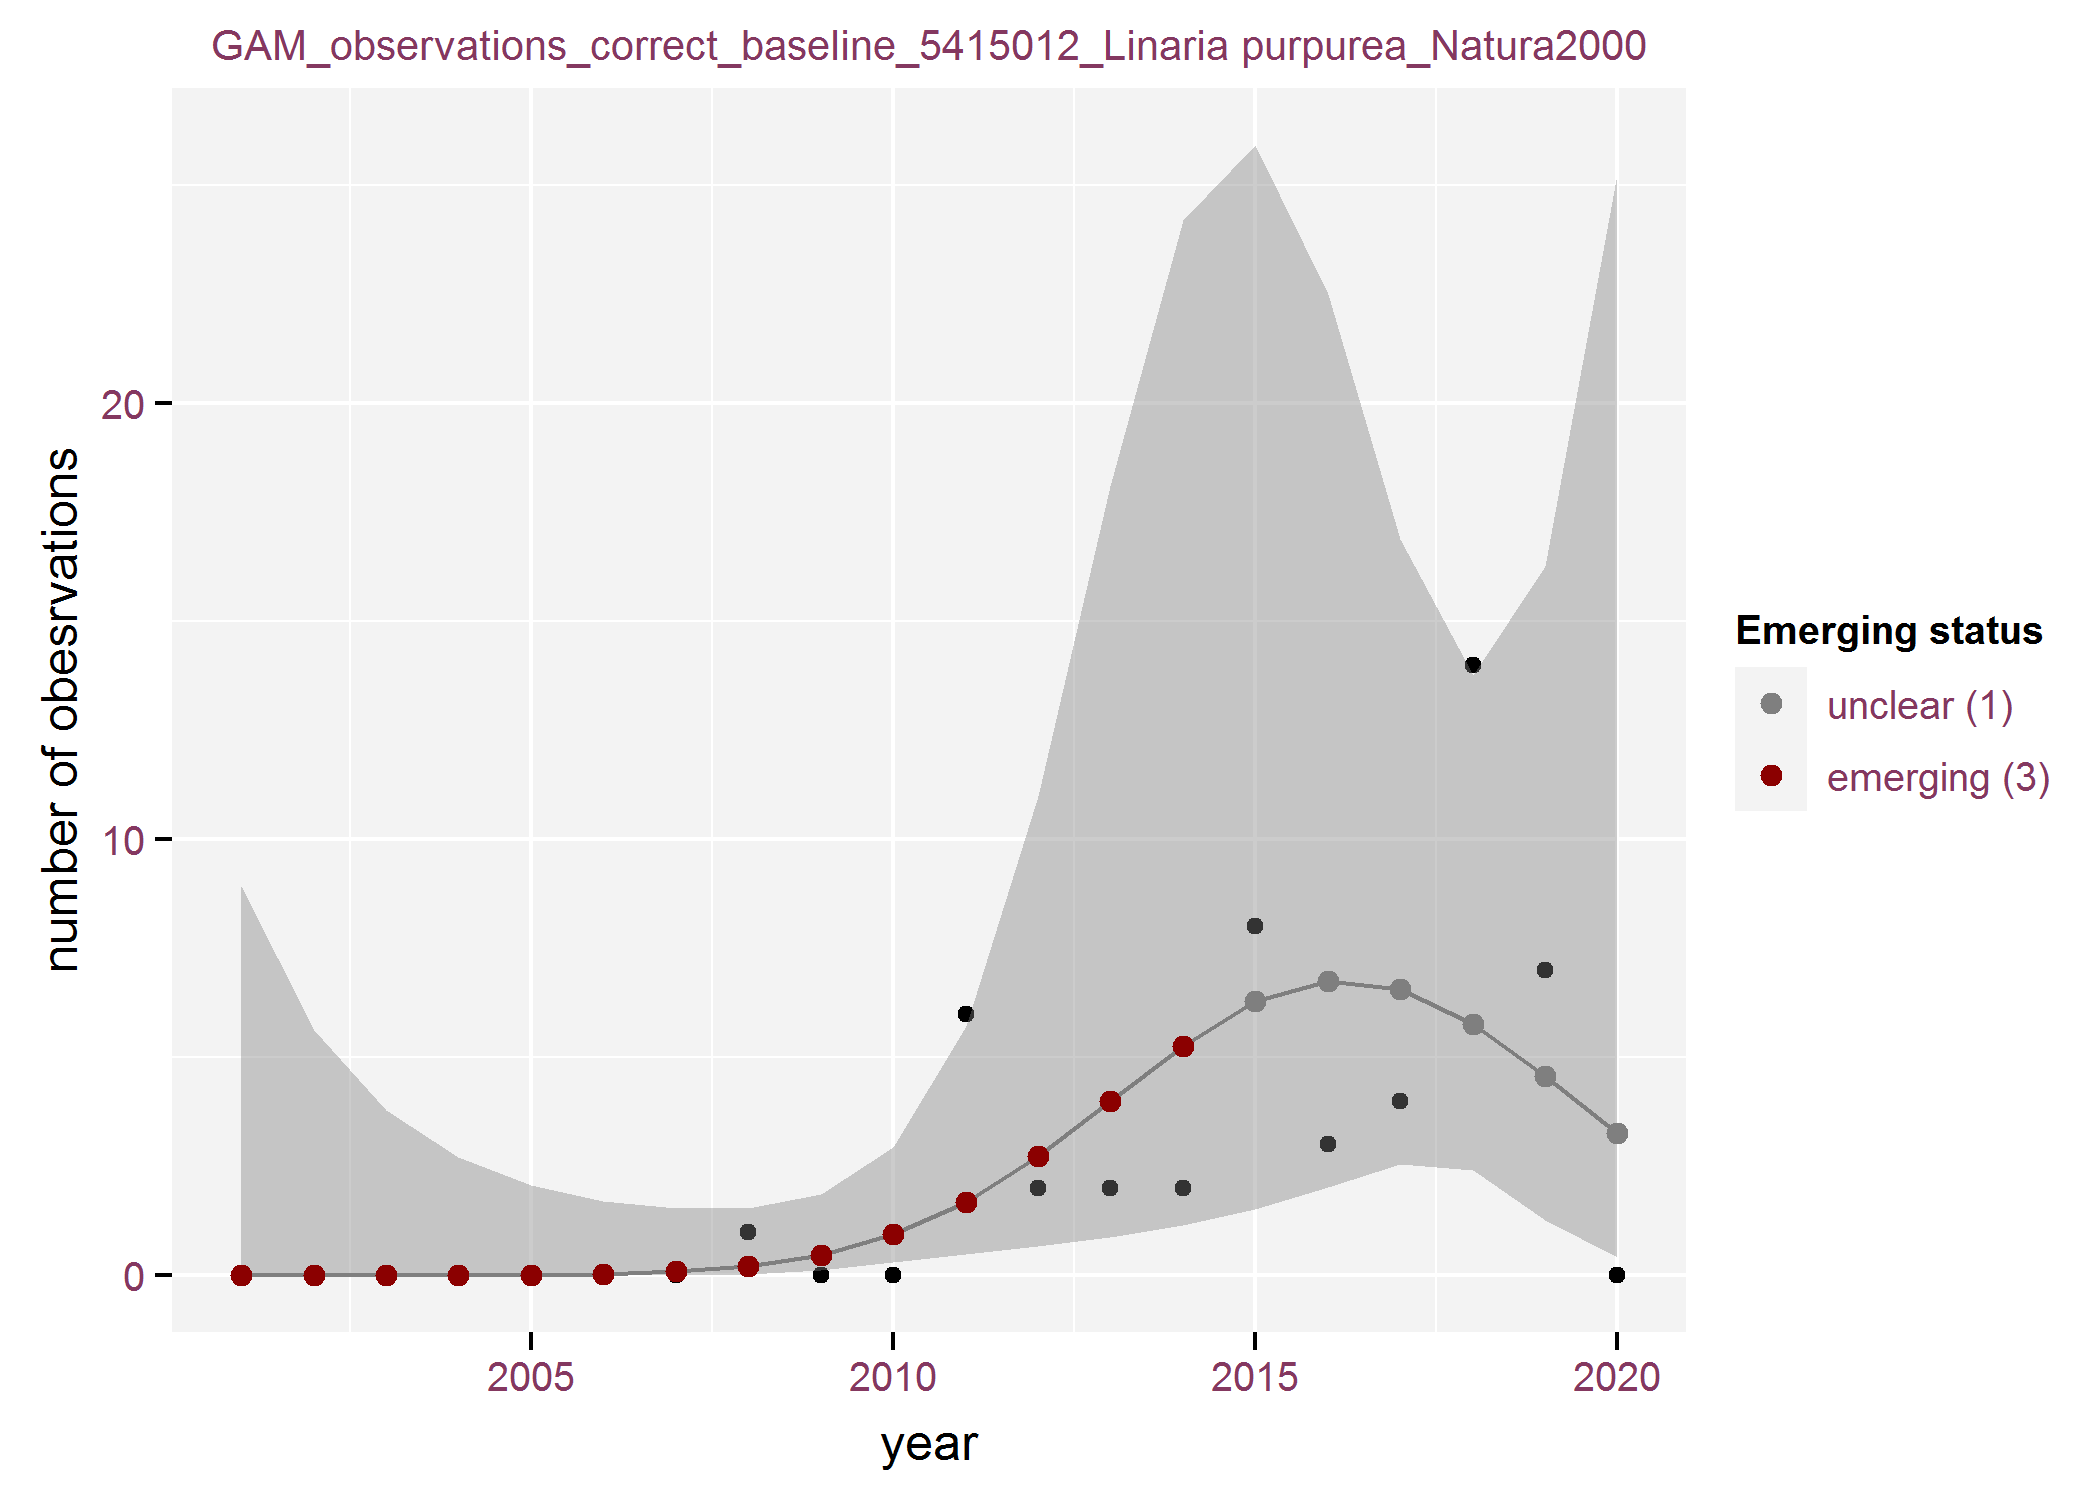 GAM_observations_correct_baseline_5415012_Linaria purpurea_Natura2000
number of obesrvations
20
10
0
2005 2010 2015 2020
year
Emerging status
unclear (1)
emerging (3)